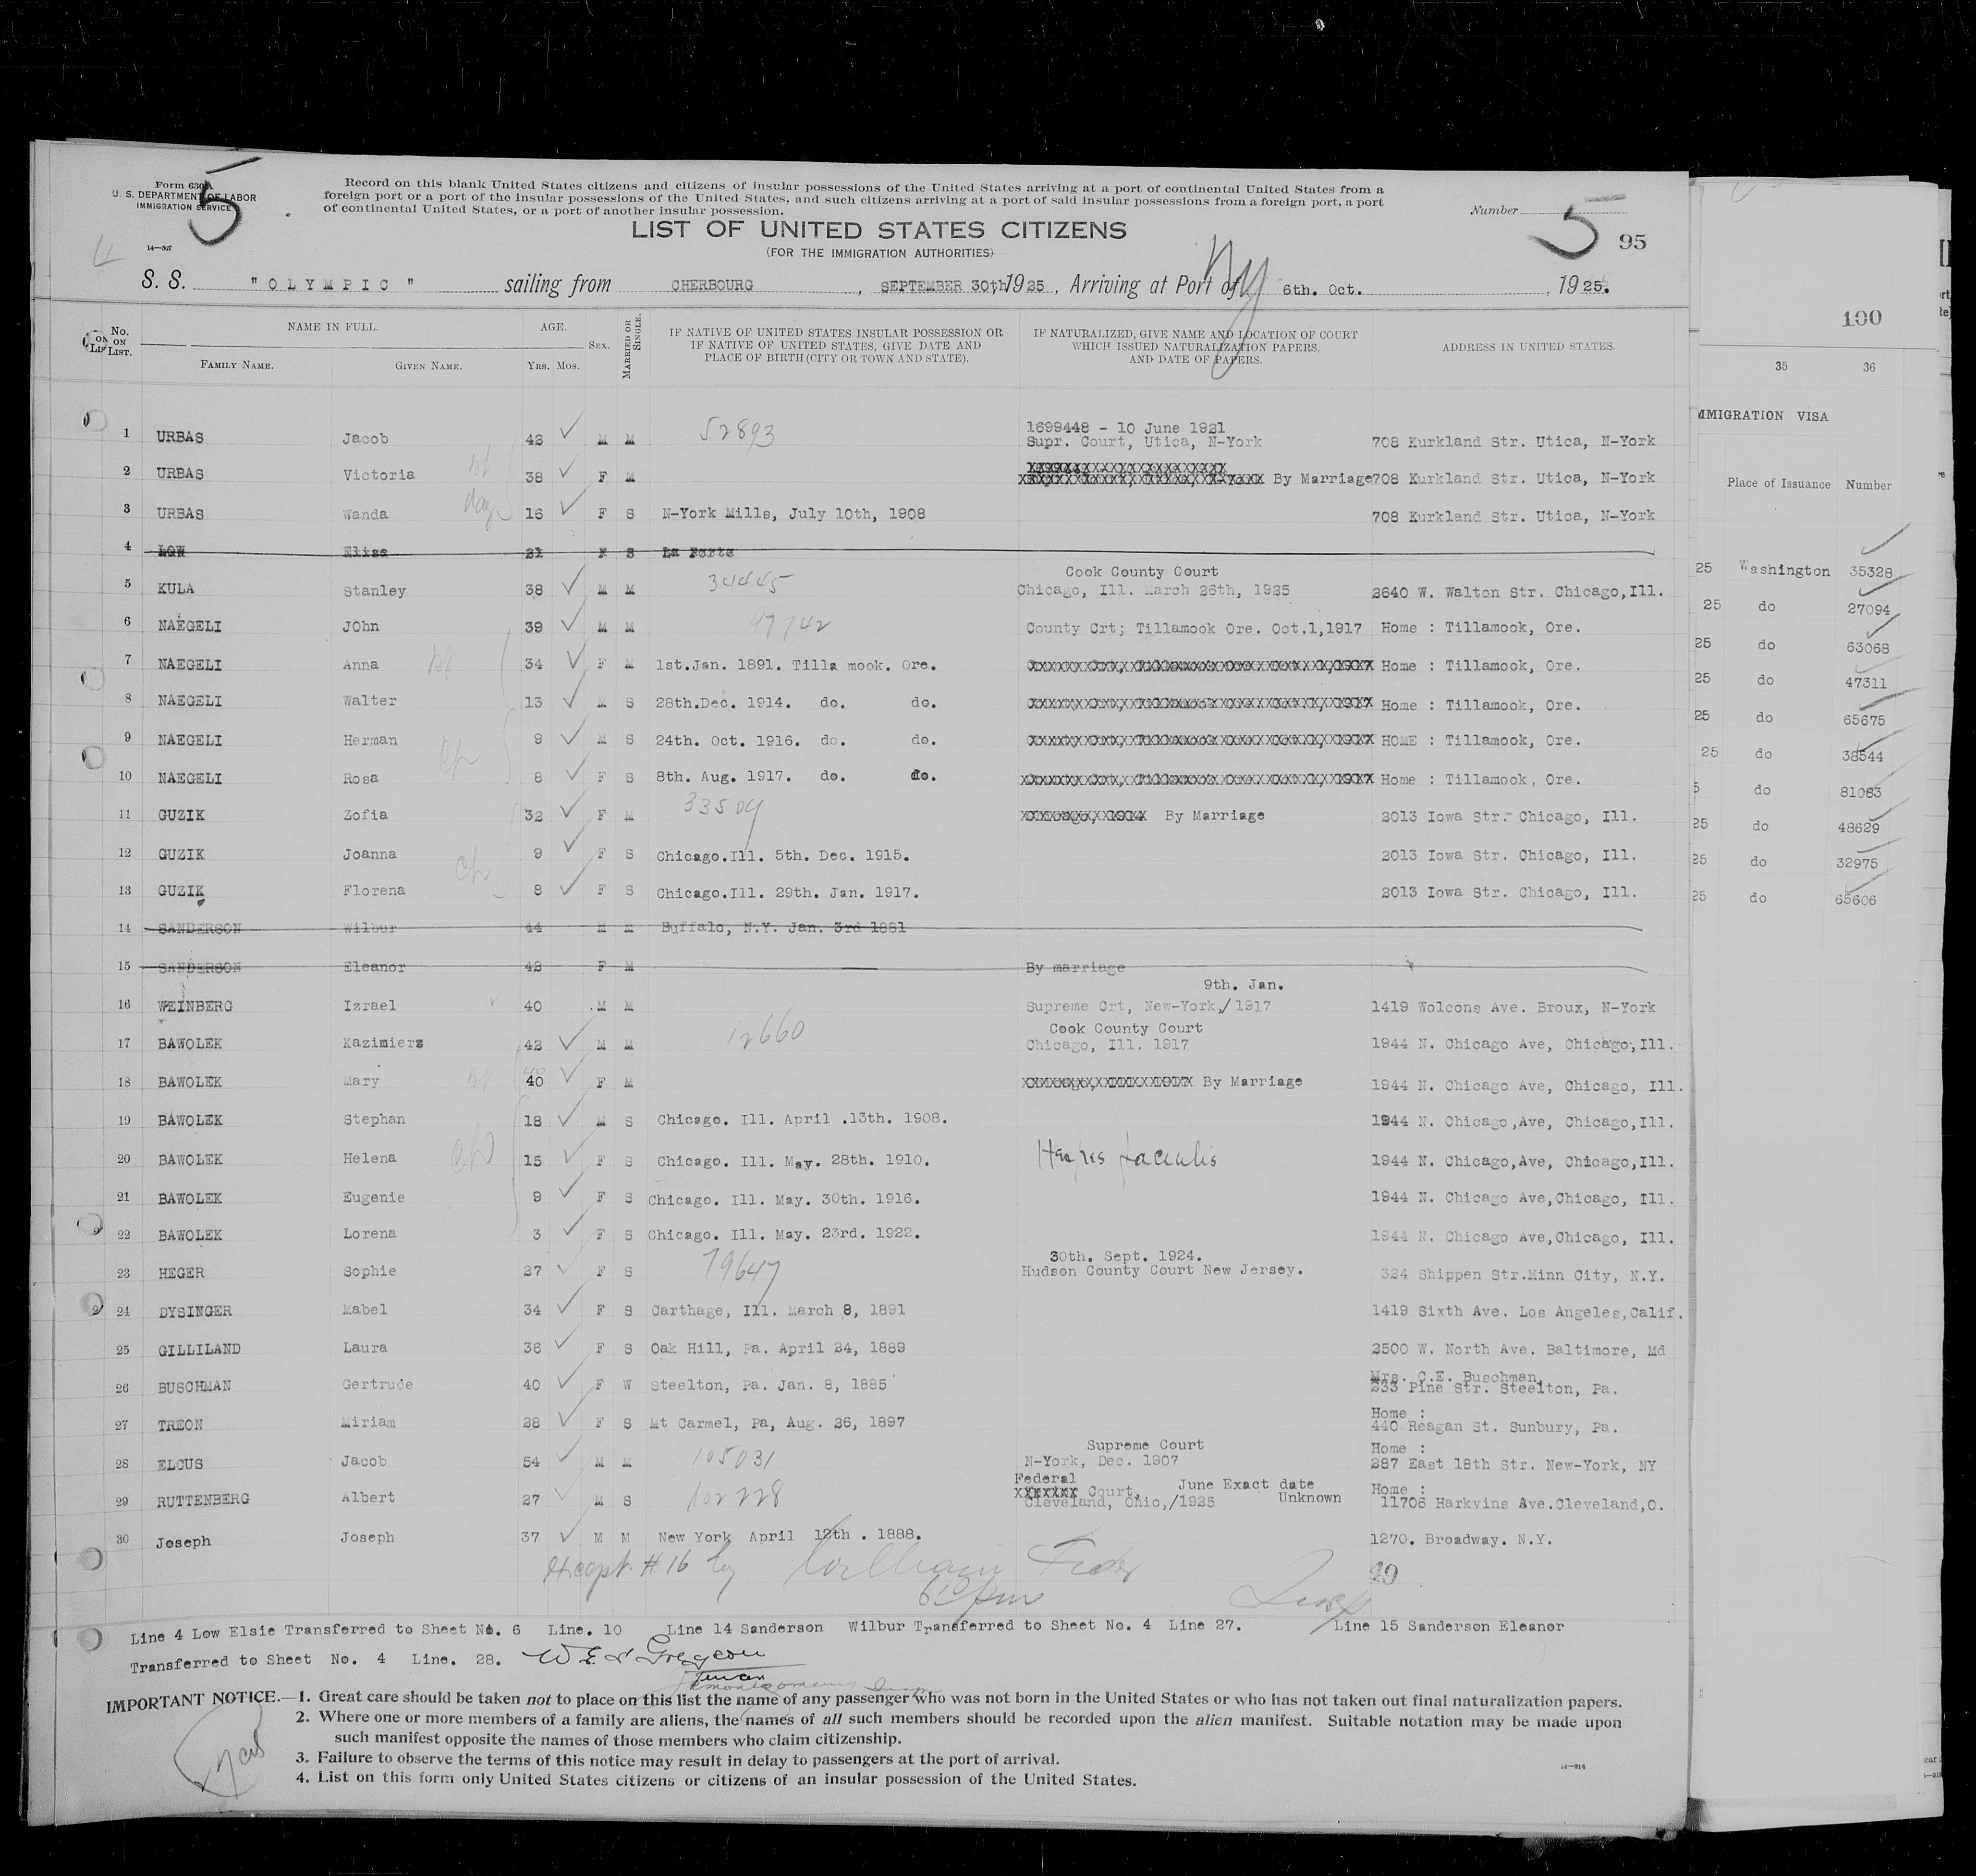 Form 630A
U. S. DEPARTMENT OF LABOR
IMMIGRATION SERVICE
14—307
5
Record on this blank United States citizens and citizens of insular possessions of the United States arriving at a port of continental United States from a
foreign port or a port of the insular possessions of the United States, and such citizens arriving at a port of said insular possessions from a foreign port, a port
of continental United States, or a port of another insular possession.
Number 5 95
LIST OF UNITED STATES CITIZENS
(FOR THE IMMIGRATION AUTHORITIES)
S. S. "OLYMPIC" sailing from CHERBOURG, SEPTEMBER 30th 1925, Arriving at Port of NY 6th. Oct., 1925.
No. ON LIST. NAME IN FULL. AGE. SEX. MARRIED OR SINGLE. IF NATIVE OF UNITED STATES INSULAR POSSESSION OR IF NATIVE OF UNITED STATES, GIVE DATE AND PLACE OF BIRTH (CITY OR TOWN AND STATE). IF NATURALIZED, GIVE NAME AND LOCATION OF COURT WHICH ISSUED NATURALIZATION PAPERS, AND DATE OF PAPERS. ADDRESS IN UNITED STATES.
FAMILY NAME. GIVEN NAME. Yrs. Mos.
1699448 - 10 June 1921
1 URBAS Jacob 42 M M 52893 Supr. Court, Utica, N-York 708 Kurkland Str. Utica, N-York
2 URBAS Victoria 38 F M By Marriage 708 Kurkland Str. Utica, N-York
3 URBAS Wanda 16 F S N-York Mills, July 10th, 1908 708 Kurkland Str. Utica, N-York
4 LOW Elisa 21 F S La Porte
Cook County Court
5 KULA Stanley 38 M M 34445 Chicago, Ill. March 26th, 1925 2640 W. Walton Str. Chicago,Ill.
6 NAEGELI JOhn 39 M M 97742 County Crt; Tillamook Ore. Oct.1,1917 Home : Tillamook, Ore.
7 NAEGELI Anna 34 F M 1st.Jan. 1891. Tilla mook. Ore. Home : Tillamook, Ore.
8 NAEGELI Walter 13 M S 28th.Dec. 1914. do. do. Home : Tillamook, Ore.
9 NAEGELI Herman 9 M S 24th. Oct. 1916. do. do. HOME : Tillamook, Ore.
10 NAEGELI Rosa 8 F S 8th. Aug. 1917. do. do. Home : Tillamook, Ore.
11 GUZIK Zofia 32 F M 33504 By Marriage 2013 Iowa Str. Chicago, Ill.
12 GUZIK Joanna 9 F S Chicago.Ill. 5th. Dec. 1915. 2013 Iowa Str. Chicago, Ill.
13 GUZIK Florena 8 F S Chicago.Ill. 29th. Jan. 1917. 2013 Iowa Str. Chicago, Ill.
14 SANDERSON Wilbur 44 M M Buffalo, N.Y. Jan. 3rd 1881
15 SANDERSON Eleanor 42 F M By marriage
9th. Jan.
16 WEINBERG Izrael 40 M M Supreme Crt, New-York,/ 1917 1419 Wolcons Ave. Broux, N-York
Cook County Court
17 BAWOLEK Kazimiers 42 M M 12660 Chicago, Ill. 1917 1944 N. Chicago Ave, Chicago,Ill.
18 BAWOLEK Mary 40 F M By Marriage 1944 N. Chicago Ave, Chicago, Ill.
19 BAWOLEK Stephan 18 M S Chicago. Ill. April .13th. 1908. 1944 N. Chicago,Ave, Chicago,Ill.
20 BAWOLEK Helena 15 F S Chicago. Ill. May. 28th. 1910. 1944 N. Chicago,Ave, Chicago,Ill.
21 BAWOLEK Eugenie 9 F S Chicago. Ill. May. 30th. 1916. 1944 N. Chicago Ave,Chicago, Ill.
22 BAWOLEK Lorena 3 F S Chicago. Ill. May. 23rd. 1922. 1944 N. Chicago Ave,Chicago, Ill.
30th. Sept. 1924.
23 HEGER Sophie 27 F S 79647 Hudson County Court New Jersey. 324 Shippen Str.Minn City, N.Y.
24 DYSINGER Mabel 34 F S Carthage, Ill. March 8, 1891 1419 Sixth Ave. Los Angeles,Calif.
25 GILLILAND Laura 36 F S Oak Hill, Pa. April 24, 1889 2500 W. North Ave. Baltimore, Md
Mrs. C.E. Buschman,
26 BUSCHMAN Gertrude 40 F W Steelton, Pa. Jan. 8, 1885 333 Pine Str. Steelton, Pa.
Home :
27 TREON Miriam 28 F S Mt Carmel, Pa, Aug. 26, 1897 440 Reagan St. Sunbury, Pa.
Supreme Court Home :
28 ELCUS Jacob 54 M M 105031 N-York, Dec. 1907 287 East 18th Str. New-York, NY
Federal Court, June Exact date Home :
29 RUTTENBERG Albert 27 M S 102228 Cleveland, Ohio,/1925 Unknown 11706 Harkvins Ave.Cleveland,O.
30 Joseph Joseph 37 M M New York April 12th . 1888. 1270. Broadway. N.Y.
# 16 by William
19
Line 4 Low Elsie Transferred to Sheet No. 6 Line. 10 Line 14 Sanderson Wilbur Transferred to Sheet No. 4 Line 27. Line 15 Sanderson Eleanor
Transferred to Sheet No. 4 Line. 28.
IMPORTANT NOTICE.—1. Great care should be taken not to place on this list the name of any passenger who was not born in the United States or who has not taken out final naturalization papers.
2. Where one or more members of a family are aliens, the names of all such members should be recorded upon the alien manifest. Suitable notation may be made upon
such manifest opposite the names of those members who claim citizenship.
3. Failure to observe the terms of this notice may result in delay to passengers at the port of arrival.
4. List on this form only United States citizens or citizens of an insular possession of the United States.
14—314
100
35 36
IMMIGRATION VISA
Place of Issuance Number
25 Washington 35328
25 do 27094
25 do 63068
25 do 47311
25 do 65675
25 do 38544
5 do 81083
25 do 48629
25 do 32975
25 do 65606